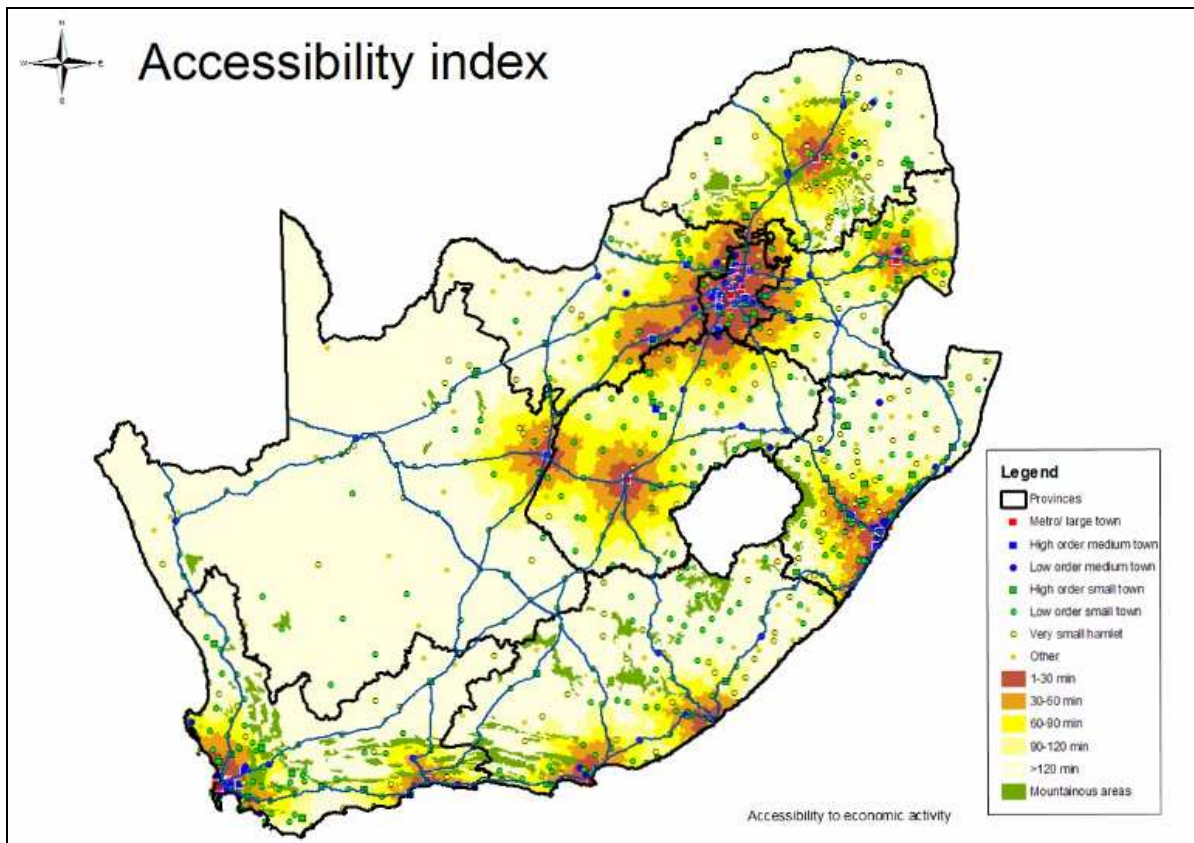 N
W
E
S
Accessibility index
Legend
Provinces
Metro/ large town
High order medium town
Low order medium town
High order small town
Low order small town
Very small hamlet
Other
1-30 min
30-60 min
60-90 min
90-120 min
>120 min
Mountainous areas
Accessibility to economic activity